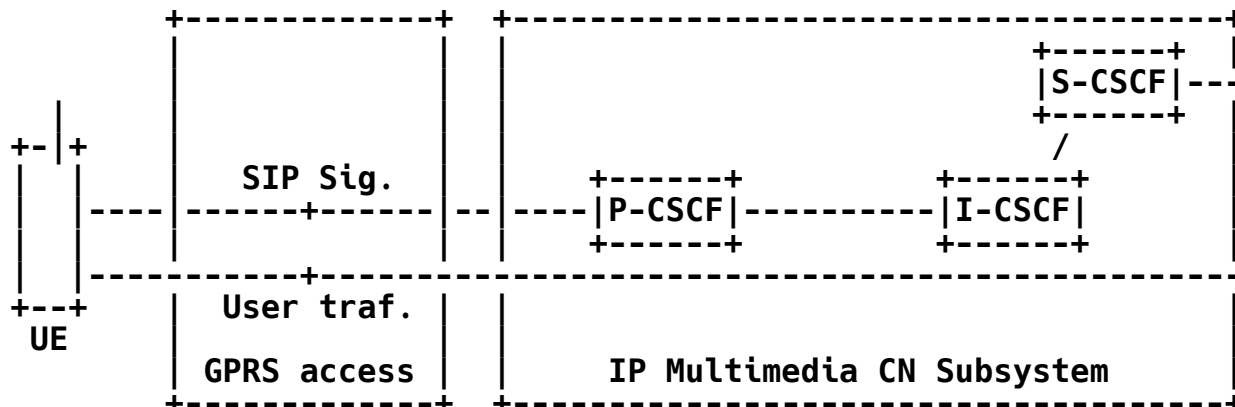 S-CSCF
SIP Sig.
P-CSCF
I-CSCF
User traf.
UE
GPRS access
IP Multimedia CN Subsystem